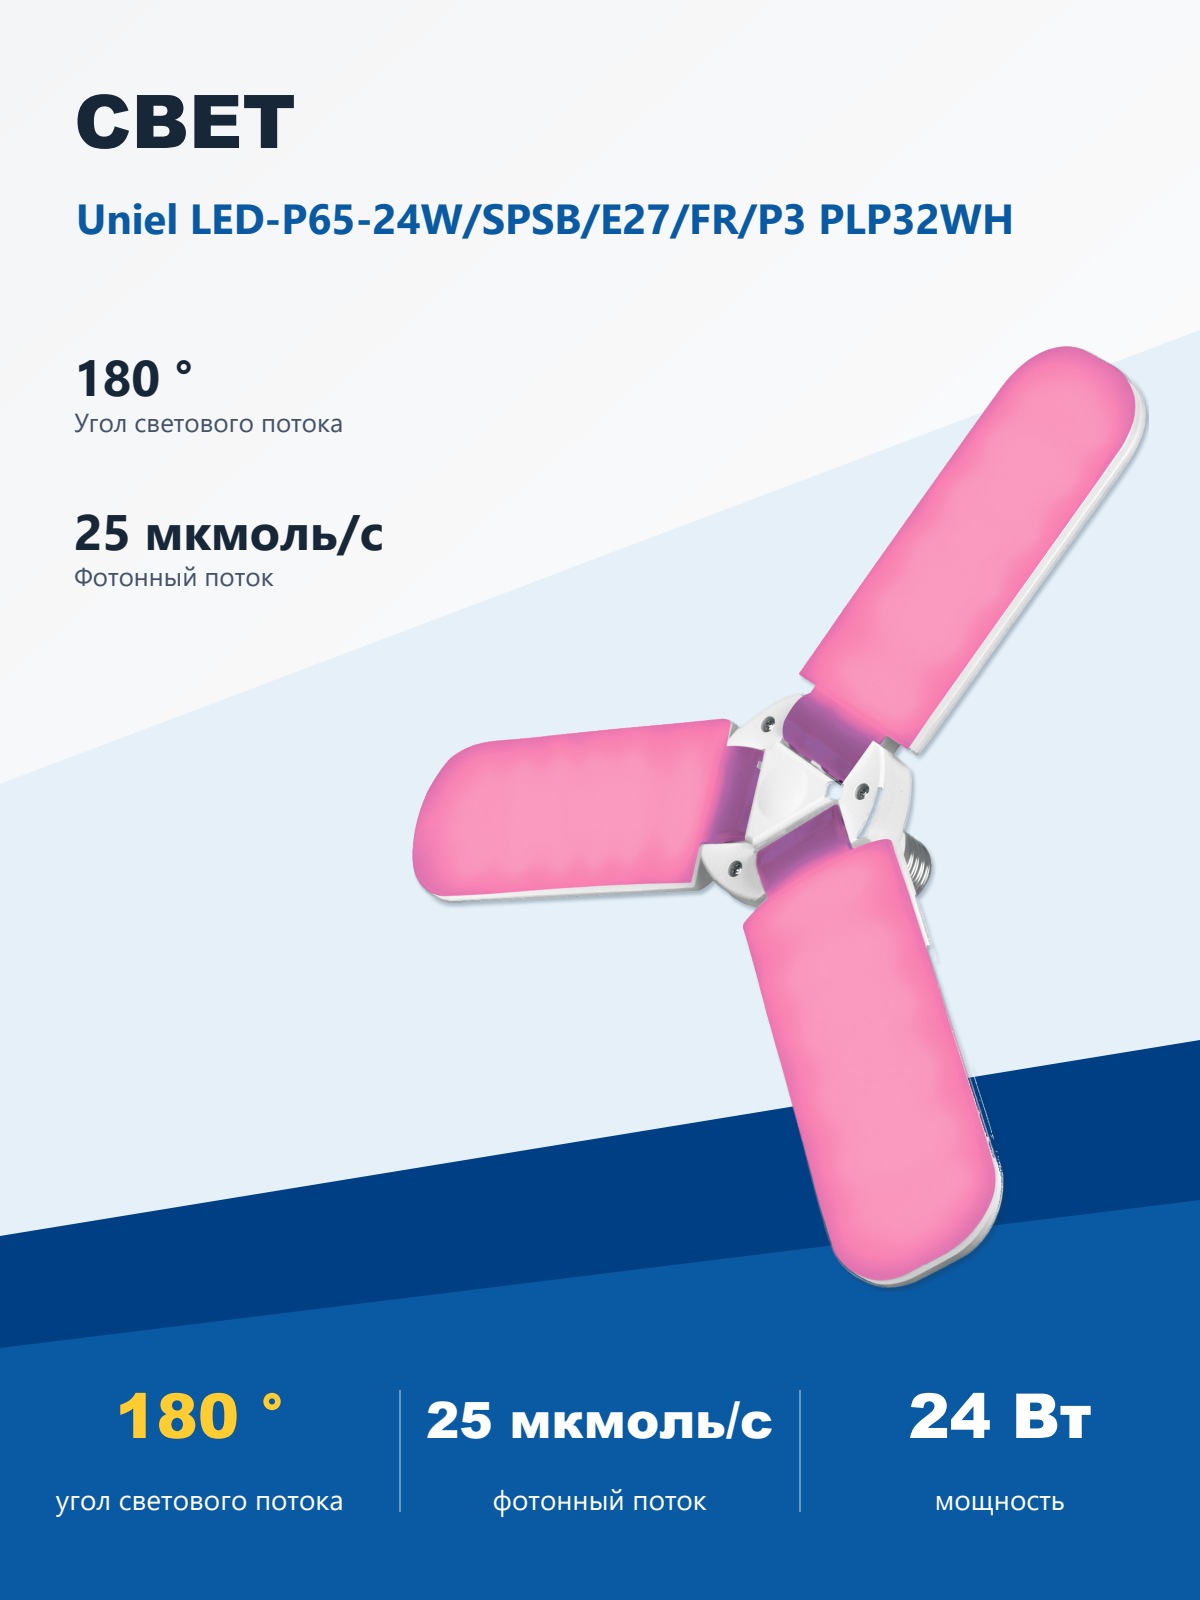 СВЕТ
Uniel LED-P65-24W/SPSB/E27/FR/P3 PLP32WH
180 °
Угол светового потока
25 мкмоль/с
Фотонный поток
180 °
25 мкмоль/с
24 Вт
угол светового потока
фотонный поток
мощность